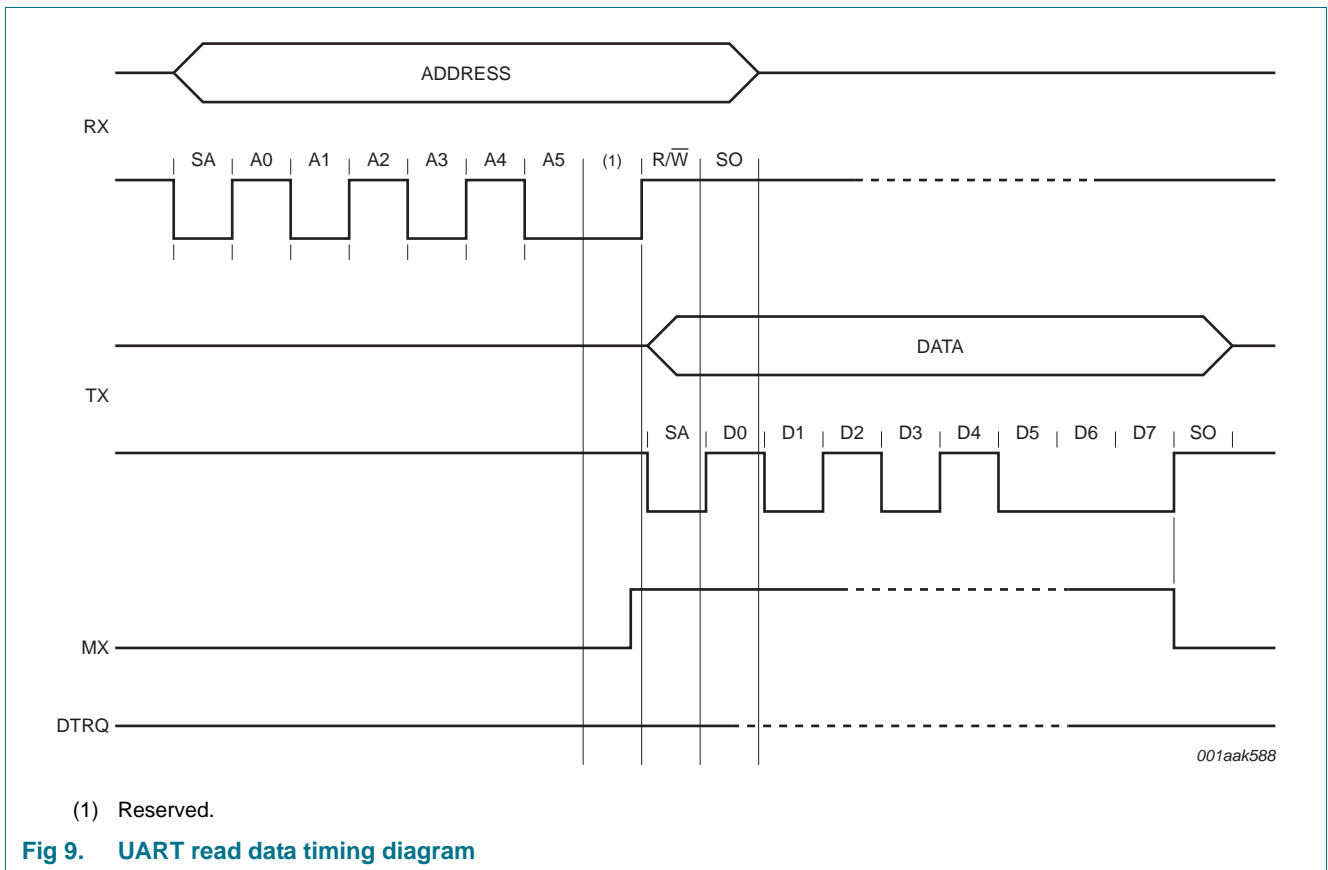 ADDRESS
RX
SA A0 A1 A2 A3 A4 A5 (1) R/W̅ SO
DATA
TX
SA D0 D1 D2 D3 D4 D5 D6 D7 SO
MX
DTRQ
001aak588
(1) Reserved.
Fig 9. UART read data timing diagram